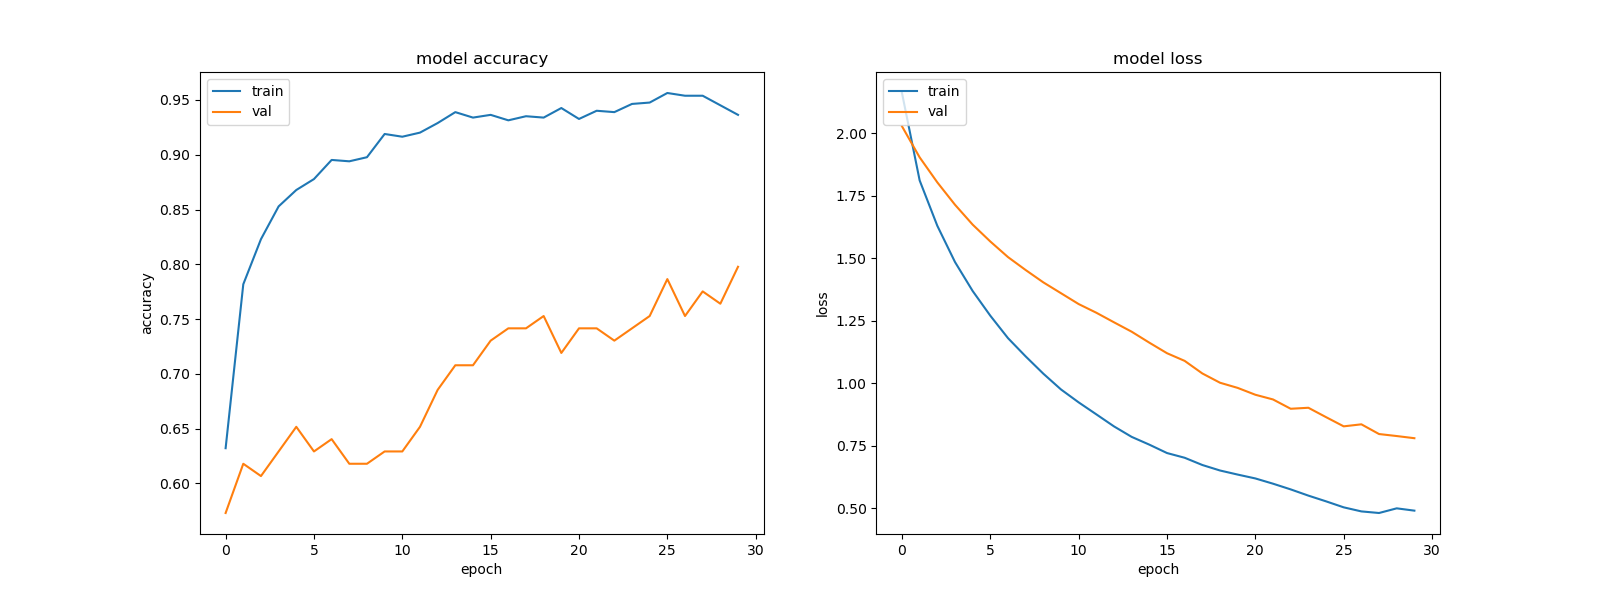 model accuracy
train
val
0.95
0.90
0.85
0.80
0.75
0.70
0.65
0.60
accuracy
0 5 10 15 20 25 30
epoch
model loss
train
val
2.00
1.75
1.50
1.25
1.00
0.75
0.50
loss
0 5 10 15 20 25 30
epoch